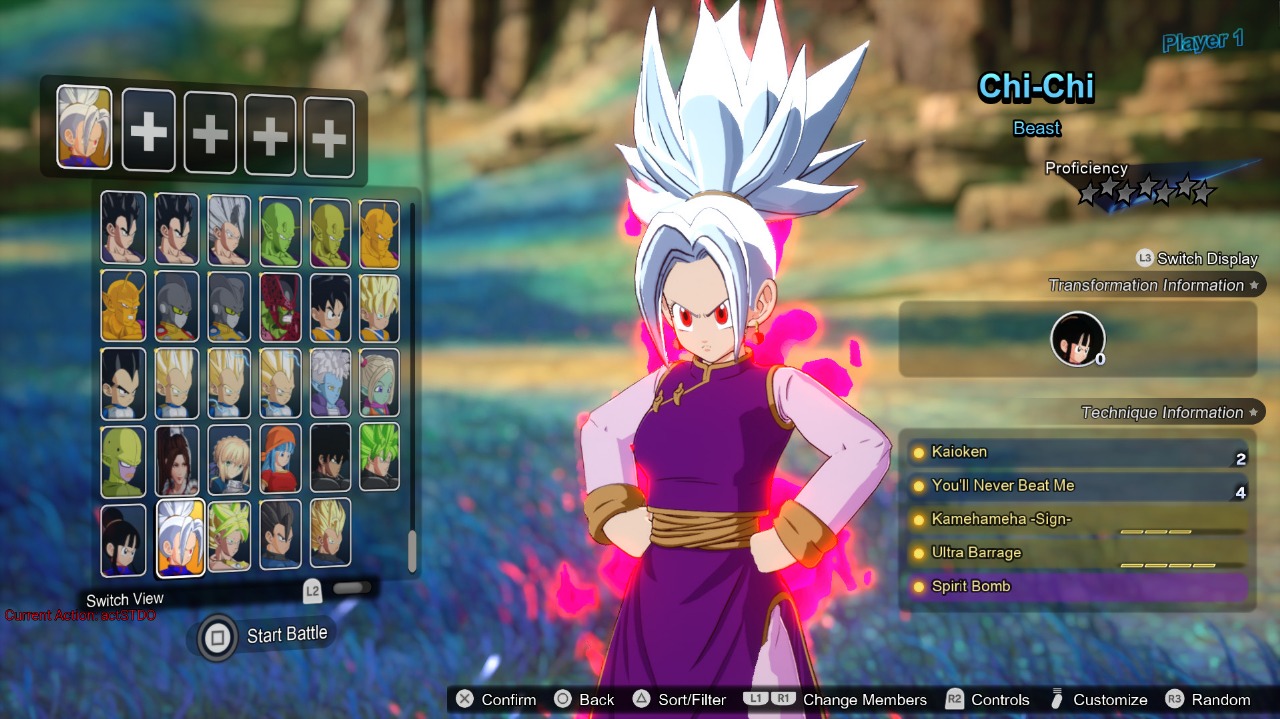 Player 1
Chi-Chi
Beast
Proficiency
L3 Switch Display
Transformation Information
0
Technique Information
Kaioken 2
You'll Never Beat Me 4
Kamehameha -Sign-
Ultra Barrage
Spirit Bomb
Switch View L2
Current Action: actSTD0
Start Battle
Confirm Back Sort/Filter L1 R1 Change Members R2 Controls Customize R3 Random